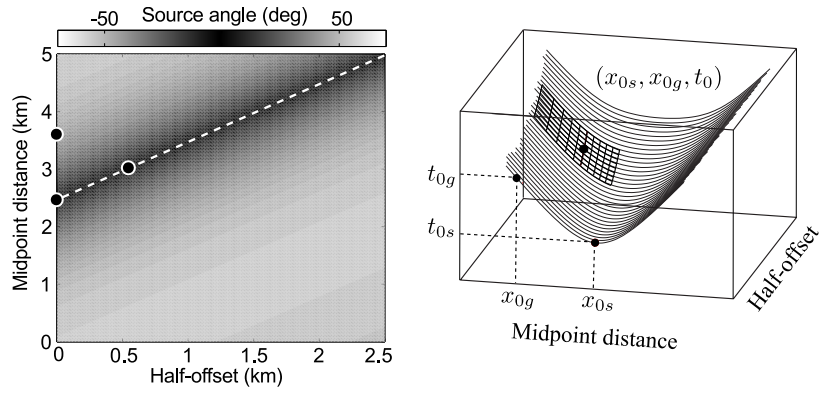 Source angle (deg)
-50 0 50
5
4
3
2
1
0
Midpoint distance (km)
0 0.5 1 1.5 2 2.5
Half-offset (km)
(x0s, x0g, t0)
t0g
t0s
x0g x0s
Midpoint distance
Half-offset